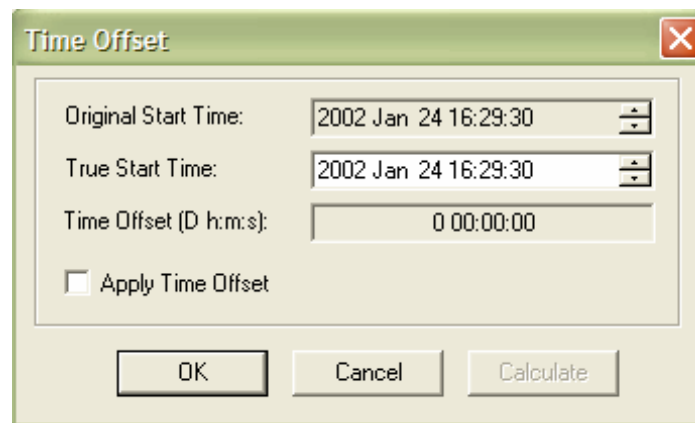 Time Offset
Original Start Time: 2002 Jan 24 16:29:30
True Start Time: 2002 Jan 24 16:29:30
Time Offset (D h:m:s): 0 00:00:00
Apply Time Offset
OK Cancel Calculate